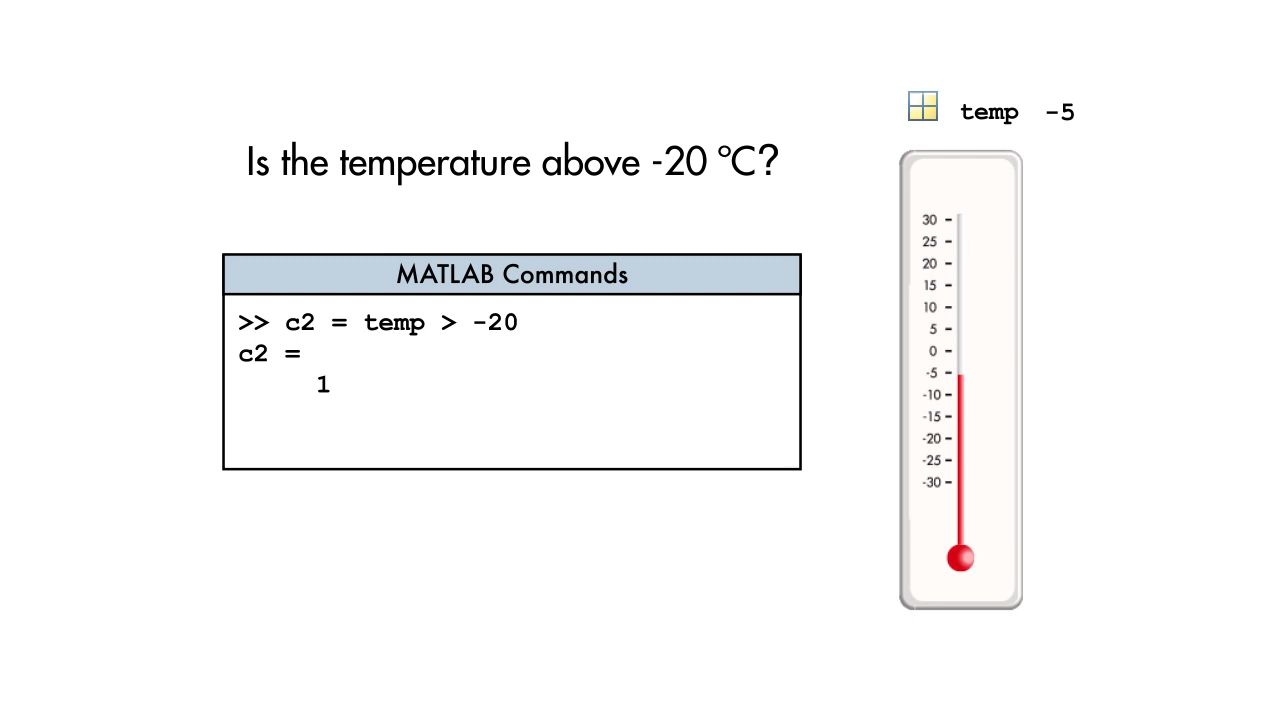 temp -5
Is the temperature above -20 °C?
MATLAB Commands
>> c2 = temp > -20
c2 =
1
30
25
20
15
10
5
0
-5
-10
-15
-20
-25
-30